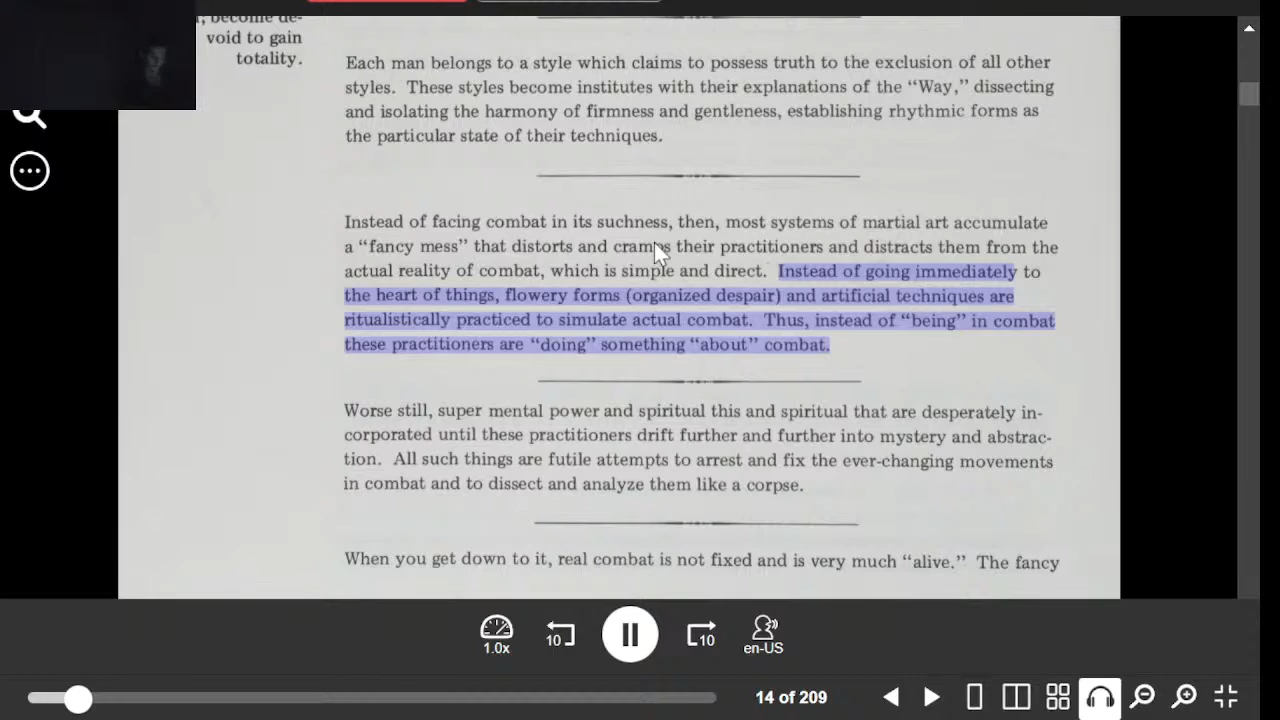 become de-
void to gain
totality.
Each man belongs to a style which claims to possess truth to the exclusion of all other
styles. These styles become institutes with their explanations of the “Way,” dissecting
and isolating the harmony of firmness and gentleness, establishing rhythmic forms as
the particular state of their techniques.
Instead of facing combat in its suchness, then, most systems of martial art accumulate
a “fancy mess” that distorts and cramps their practitioners and distracts them from the
actual reality of combat, which is simple and direct. Instead of going immediately to
the heart of things, flowery forms (organized despair) and artificial techniques are
ritualistically practiced to simulate actual combat. Thus, instead of “being” in combat
these practitioners are “doing” something “about” combat.
Worse still, super mental power and spiritual this and spiritual that are desperately in-
corporated until these practitioners drift further and further into mystery and abstrac-
tion. All such things are futile attempts to arrest and fix the ever-changing movements
in combat and to dissect and analyze them like a corpse.
When you get down to it, real combat is not fixed and is very much “alive.” The fancy
1.0x
10
10
en-US
14 of 209